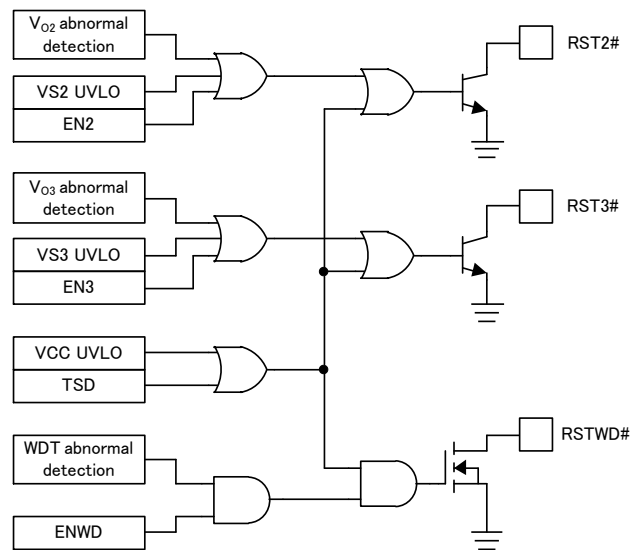 VO2 abnormal
detection
VS2 UVLO
EN2
RST2#
VO3 abnormal
detection
VS3 UVLO
EN3
RST3#
VCC UVLO
TSD
WDT abnormal
detection
ENWD
RSTWD#